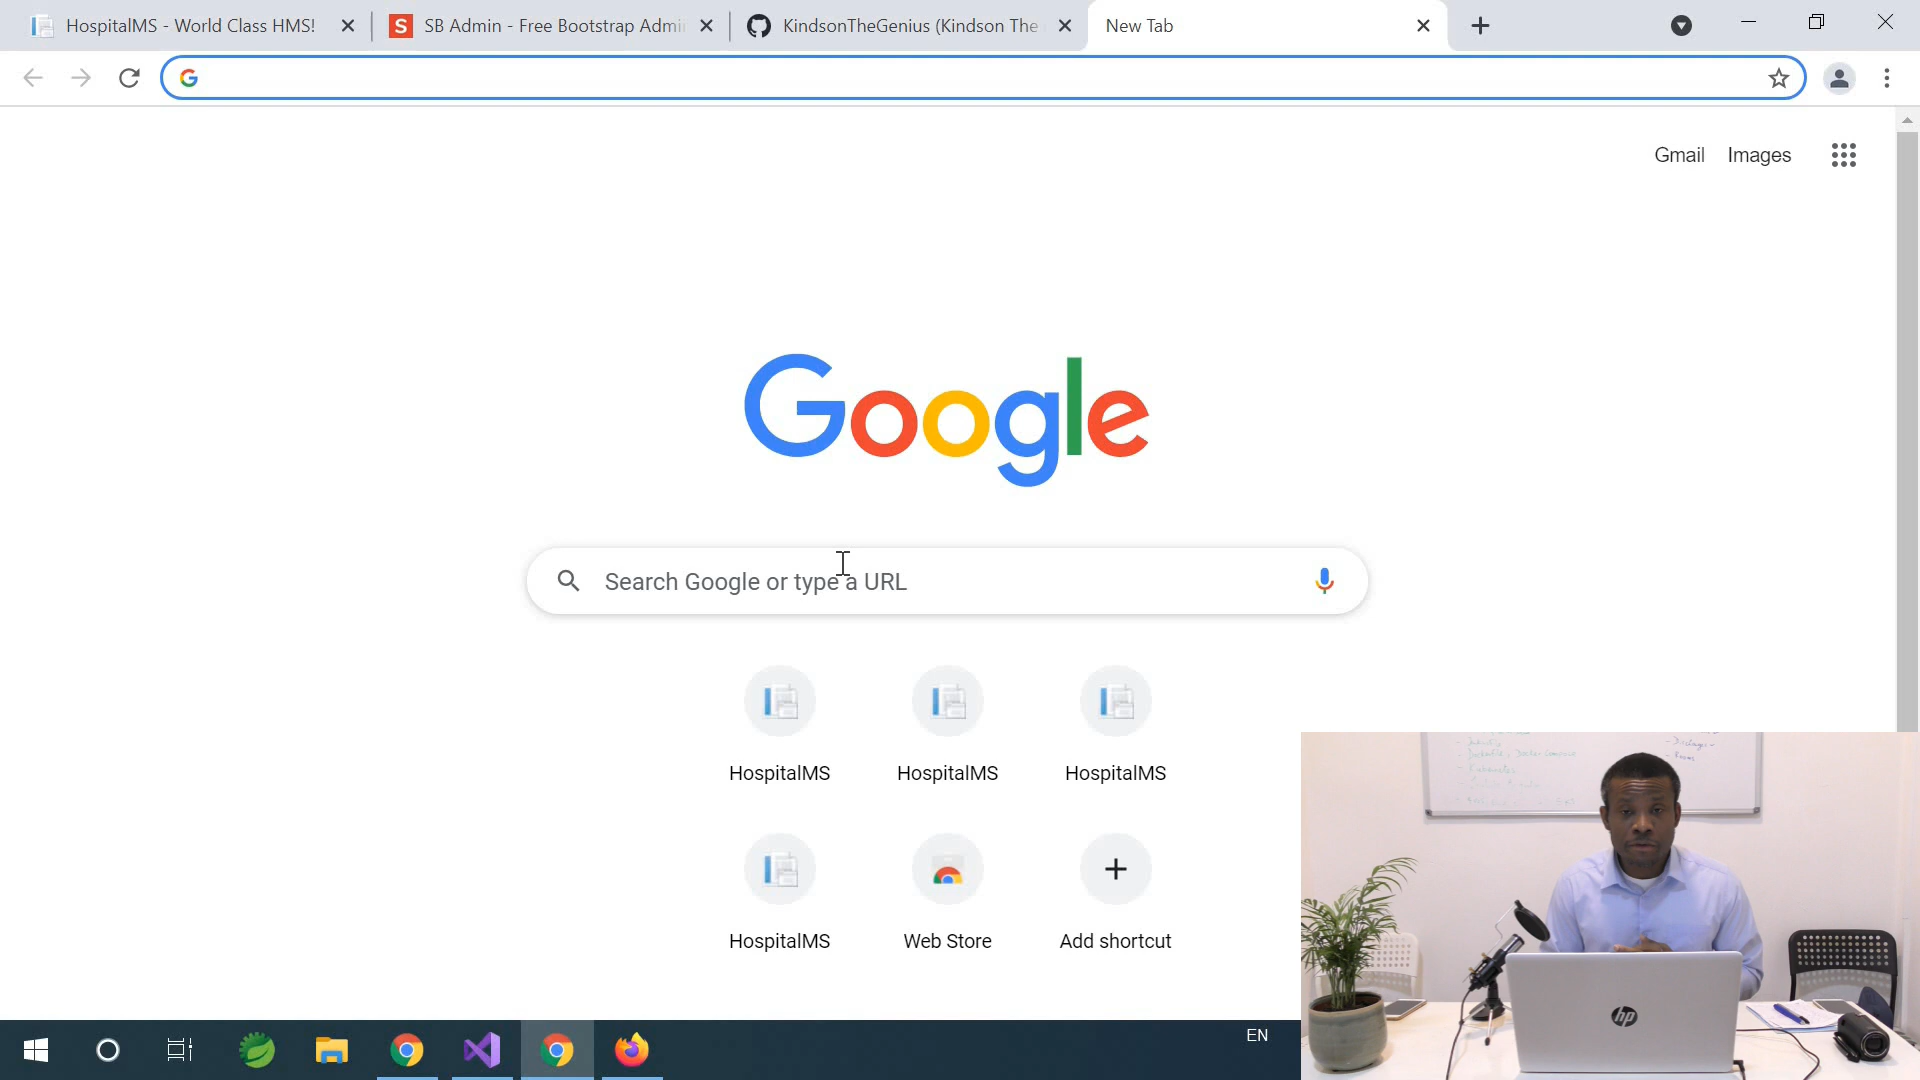 HospitalMS - World Class HMS!
SB Admin - Free Bootstrap Admi
KindsonTheGenius (Kindson The
New Tab
Gmail
Images
Google
Search Google or type a URL
HospitalMS
HospitalMS
HospitalMS
HospitalMS
Web Store
Add shortcut
EN
hp